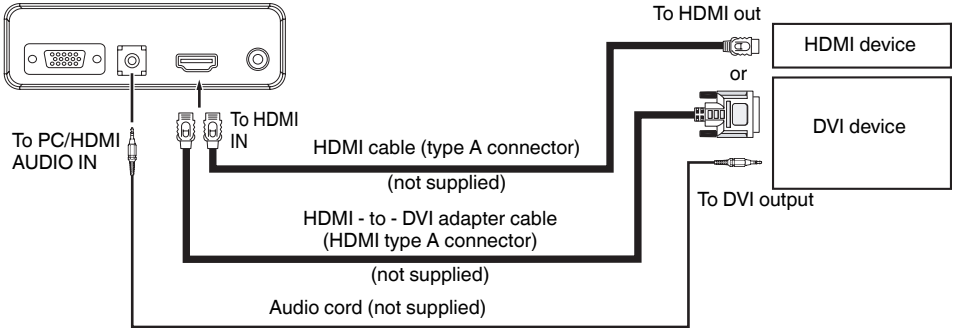 To HDMI out
HDMI device
or
DVI device
To HDMI
IN
To PC/HDMI
AUDIO IN
HDMI cable (type A connector)
(not supplied)
To DVI output
HDMI - to - DVI adapter cable
(HDMI type A connector)
(not supplied)
Audio cord (not supplied)